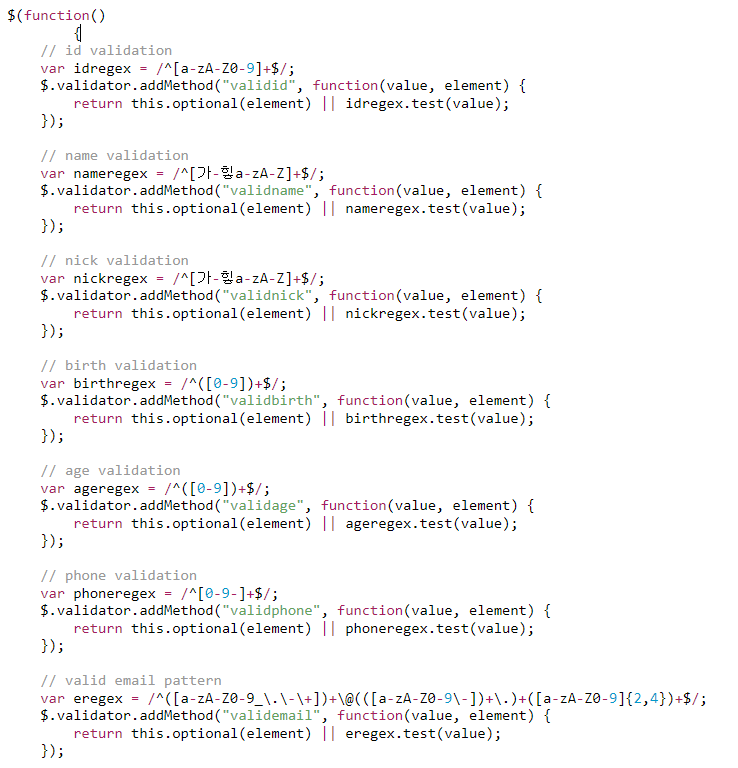 $(function()
{
// id validation
var idregex = /^[a-zA-Z0-9]+$/;
$.validator.addMethod("validid", function(value, element) {
return this.optional(element) || idregex.test(value);
});
// name validation
var nameregex = /^[가-힣a-zA-Z]+$/;
$.validator.addMethod("validname", function(value, element) {
return this.optional(element) || nameregex.test(value);
});
// nick validation
var nickregex = /^[가-힣a-zA-Z]+$/;
$.validator.addMethod("validnick", function(value, element) {
return this.optional(element) || nickregex.test(value);
});
// birth validation
var birthregex = /^([0-9])+$/;
$.validator.addMethod("validbirth", function(value, element) {
return this.optional(element) || birthregex.test(value);
});
// age validation
var ageregex = /^([0-9])+$/;
$.validator.addMethod("validage", function(value, element) {
return this.optional(element) || ageregex.test(value);
});
// phone validation
var phoneregex = /^[0-9-]+$/;
$.validator.addMethod("validphone", function(value, element) {
return this.optional(element) || phoneregex.test(value);
});
// valid email pattern
var eregex = /^([a-zA-Z0-9_\.\-\+])+\@(([a-zA-Z0-9\-])+\.)+([a-zA-Z0-9]{2,4})+$/;
$.validator.addMethod("validemail", function(value, element) {
return this.optional(element) || eregex.test(value);
});